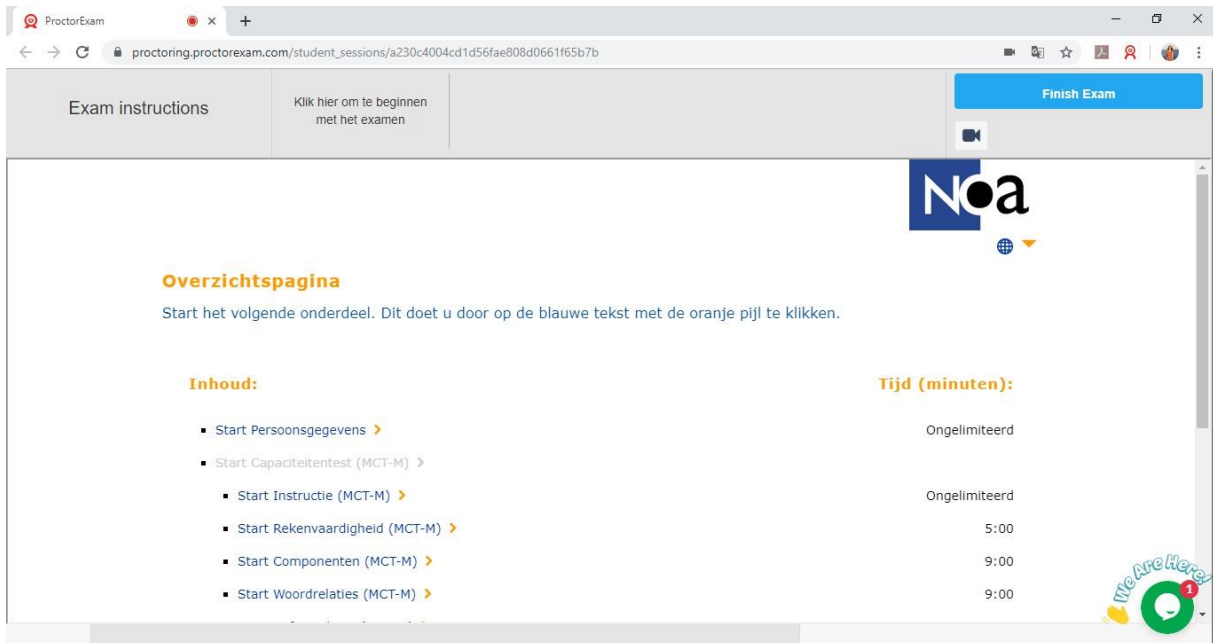 ProctorExam
proctoring.proctorexam.com/student_sessions/a230c4004cd1d56fae808d0661f65b7b
Exam instructions
Klik hier om te beginnen
met het examen
Finish Exam
Noa
Overzichtspagina
Start het volgende onderdeel. Dit doet u door op de blauwe tekst met de oranje pijl te klikken.
Inhoud: Tijd (minuten):
Start Persoonsgegevens Ongelimiteerd
Start Capaciteitentest (MCT-M)
Start Instructie (MCT-M) Ongelimiteerd
Start Rekenvaardigheid (MCT-M) 5:00
Start Componenten (MCT-M) 9:00
Start Woordrelaties (MCT-M) 9:00
We Are Here!
1